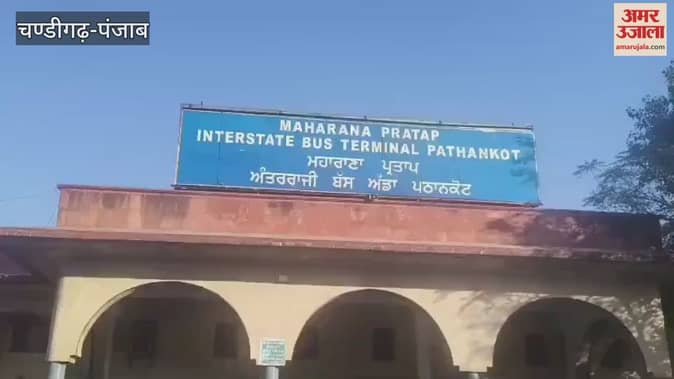 चण्डीगढ़-पंजाब
अमर
उजाला
amarujala.com
MAHARANA PRATAP
INTERSTATE BUS TERMINAL PATHANKOT
ਮਹਾਰਾਣਾ ਪ੍ਰਤਾਪ
ਅੰਤਰਰਾਜੀ ਬੱਸ ਅੱਡਾ ਪਠਾਨਕੋਟ